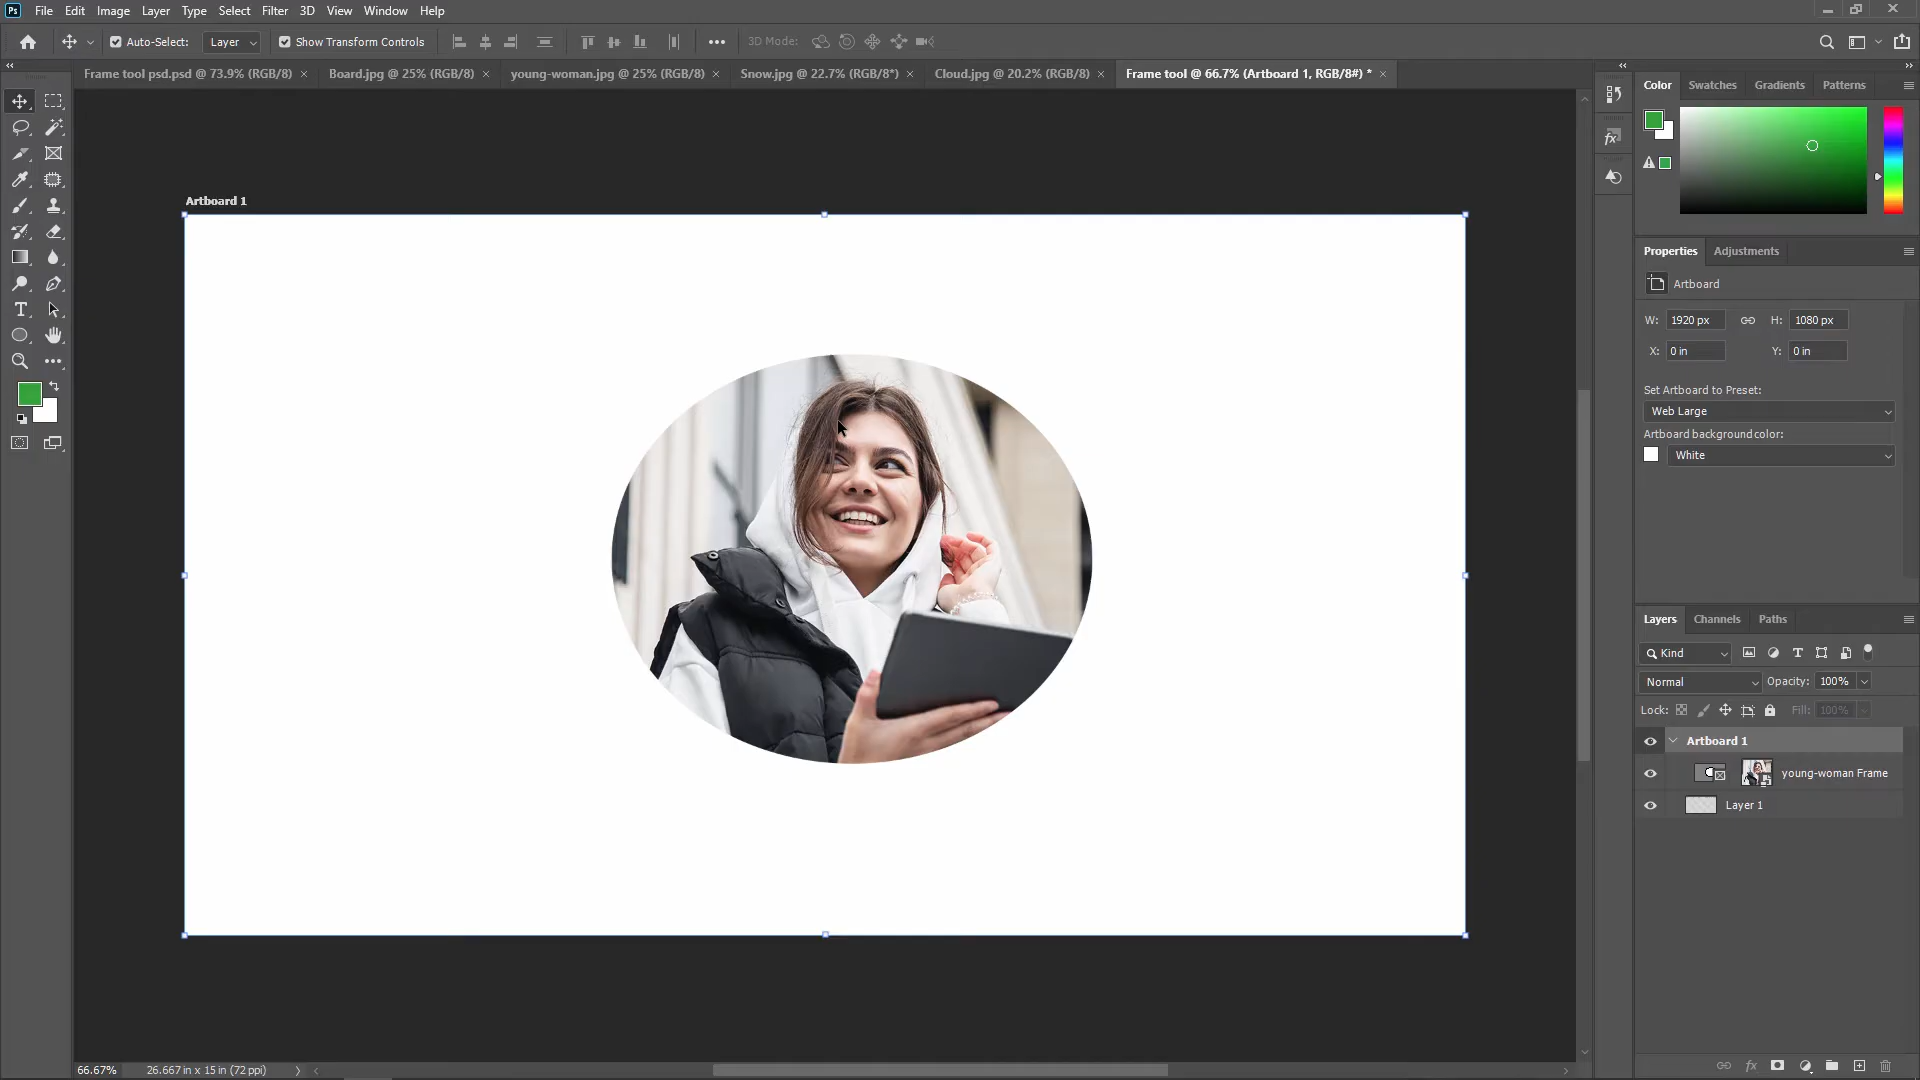 Ps File Edit Image Layer Type Select Filter 3D View Window Help
Auto-Select: Layer Show Transform Controls 3D Mode:
Frame tool psd.psd @ 73.9% (RGB/8) × Board.jpg @ 25% (RGB/8) × young-woman.jpg @ 25% (RGB/8) × Snow.jpg @ 22.7% (RGB/8*) × Cloud.jpg @ 20.2% (RGB/8) × Frame tool @ 66.7% (Artboard 1, RGB/8#) * ×
Color Swatches Gradients Patterns
Artboard 1
Properties Adjustments
Artboard
W: 1920 px H: 1080 px
X: 0 in Y: 0 in
Set Artboard to Preset:
Web Large
Artboard background color:
White
Layers Channels Paths
Kind
Normal Opacity: 100%
Lock: Fill: 100%
Artboard 1
young-woman Frame
Layer 1
66.67% 26.667 in x 15 in (72 ppi)